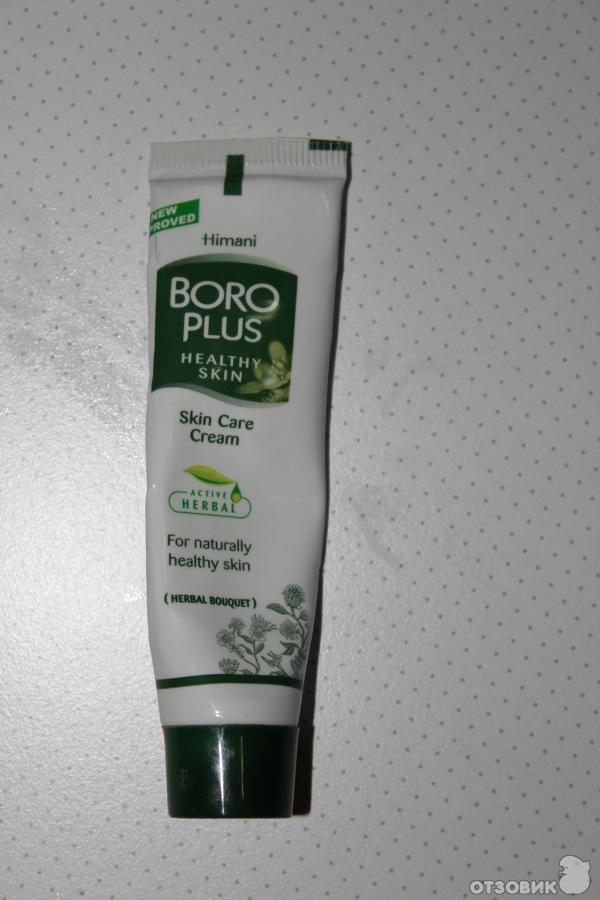 NEW
PROVED
Himani
BORO
PLUS
HEALTHY
SKIN
Skin Care
Cream
ACTIVE
HERBAL
For naturally
healthy skin
( HERBAL BOUQUET )
ОТЗОВИК